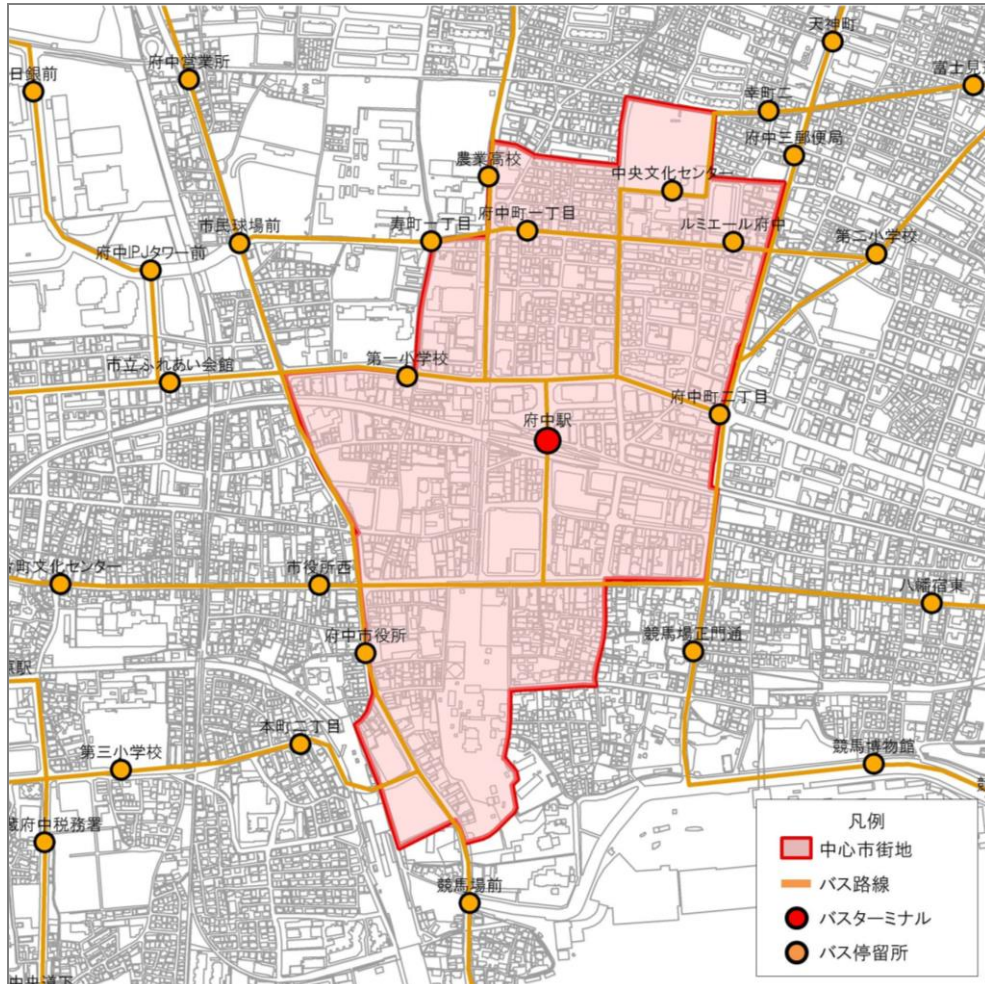 天神町
府中営業所
日銀前
富士見
幸町二
府中三郵便局
農業高校
中央文化センター
寿町一丁目
府中町一丁目
ルミエール府中
市民球場前
第二小学校
府中IPJタワー前
第一小学校
市立ふれあい会館
府中町二丁目
府中駅
町文化センター
市役所西
八幡宿東
府中市役所
競馬場正門通
駅
本町二丁目
第三小学校
競馬博物館
府中税務署
競馬場前
中央道下
凡例
中心市街地
バス路線
バスターミナル
バス停留所